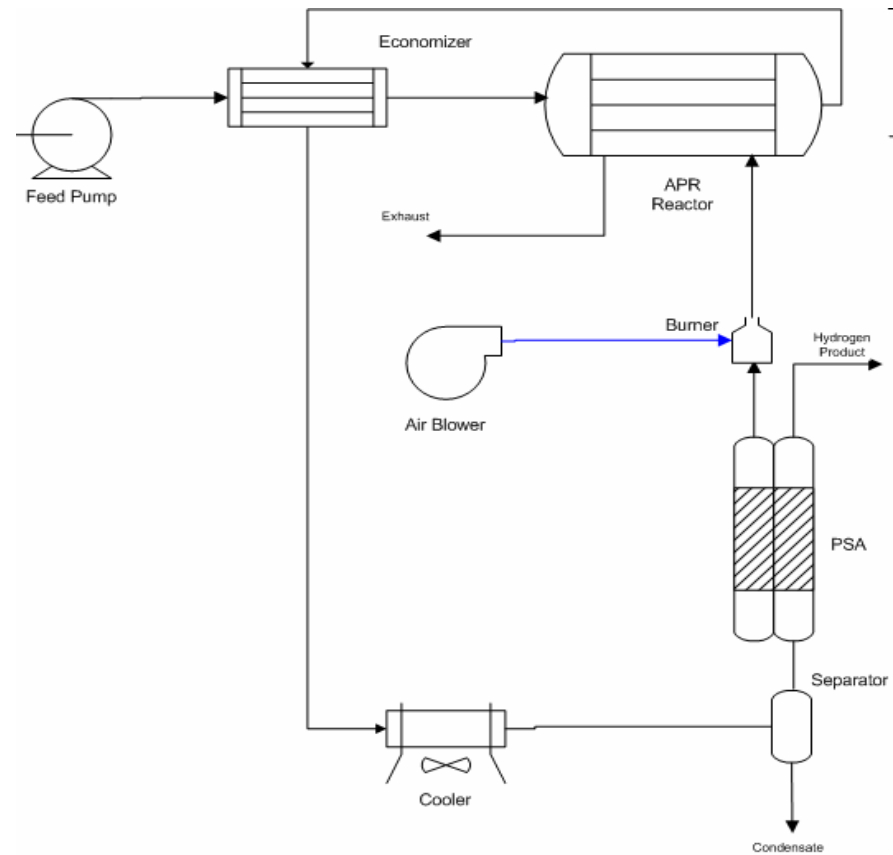 Economizer
Feed Pump
APR
Reactor
Exhaust
Burner
Hydrogen
Product
Air Blower
PSA
Separator
Cooler
Condensate